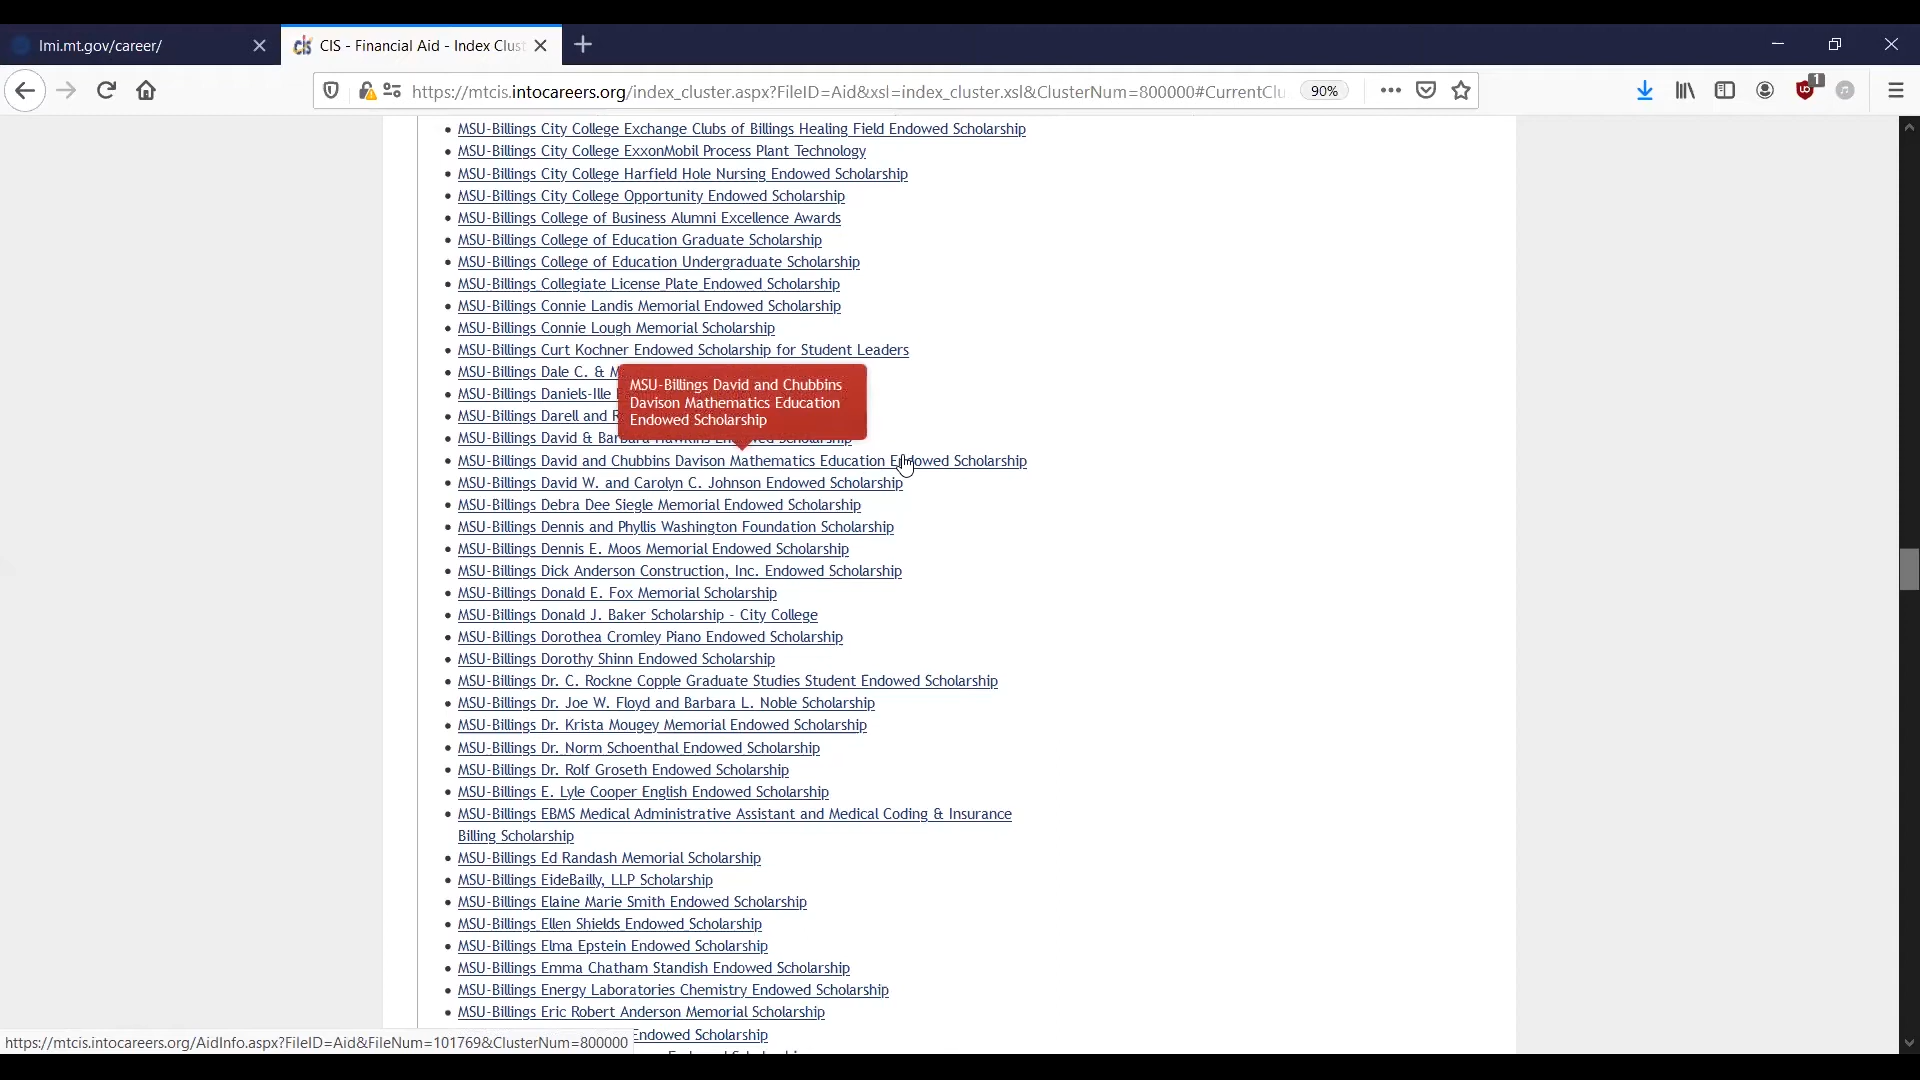 lmi.mt.gov/career/
CIS - Financial Aid - Index Clust
https://mtcis.intocareers.org/index_cluster.aspx?FileID=Aid&xsl=index_cluster.xsl&ClusterNum=800000#CurrentClu
90%
1
MSU-Billings City College Exchange Clubs of Billings Healing Field Endowed Scholarship
MSU-Billings City College ExxonMobil Process Plant Technology
MSU-Billings City College Harfield Hole Nursing Endowed Scholarship
MSU-Billings City College Opportunity Endowed Scholarship
MSU-Billings College of Business Alumni Excellence Awards
MSU-Billings College of Education Graduate Scholarship
MSU-Billings College of Education Undergraduate Scholarship
MSU-Billings Collegiate License Plate Endowed Scholarship
MSU-Billings Connie Landis Memorial Endowed Scholarship
MSU-Billings Connie Lough Memorial Scholarship
MSU-Billings Curt Kochner Endowed Scholarship for Student Leaders
MSU-Billings Dale C. &
MSU-Billings Daniels-Ille
MSU-Billings Darell and
MSU-Billings David & Barbara Hawkins Endowed Scholarship
MSU-Billings David and Chubbins
Davison Mathematics Education
Endowed Scholarship
MSU-Billings David and Chubbins Davison Mathematics Education Endowed Scholarship
MSU-Billings David W. and Carolyn C. Johnson Endowed Scholarship
MSU-Billings Debra Dee Siegle Memorial Endowed Scholarship
MSU-Billings Dennis and Phyllis Washington Foundation Scholarship
MSU-Billings Dennis E. Moos Memorial Endowed Scholarship
MSU-Billings Dick Anderson Construction, Inc. Endowed Scholarship
MSU-Billings Donald E. Fox Memorial Scholarship
MSU-Billings Donald J. Baker Scholarship - City College
MSU-Billings Dorothea Cromley Piano Endowed Scholarship
MSU-Billings Dorothy Shinn Endowed Scholarship
MSU-Billings Dr. C. Rockne Copple Graduate Studies Student Endowed Scholarship
MSU-Billings Dr. Joe W. Floyd and Barbara L. Noble Scholarship
MSU-Billings Dr. Krista Mougey Memorial Endowed Scholarship
MSU-Billings Dr. Norm Schoenthal Endowed Scholarship
MSU-Billings Dr. Rolf Groseth Endowed Scholarship
MSU-Billings E. Lyle Cooper English Endowed Scholarship
MSU-Billings EBMS Medical Administrative Assistant and Medical Coding & Insurance
Billing Scholarship
MSU-Billings Ed Randash Memorial Scholarship
MSU-Billings EideBailly, LLP Scholarship
MSU-Billings Elaine Marie Smith Endowed Scholarship
MSU-Billings Ellen Shields Endowed Scholarship
MSU-Billings Elma Epstein Endowed Scholarship
MSU-Billings Emma Chatham Standish Endowed Scholarship
MSU-Billings Energy Laboratories Chemistry Endowed Scholarship
MSU-Billings Eric Robert Anderson Memorial Scholarship
Endowed Scholarship
https://mtcis.intocareers.org/AidInfo.aspx?FileID=Aid&FileNum=101769&ClusterNum=800000